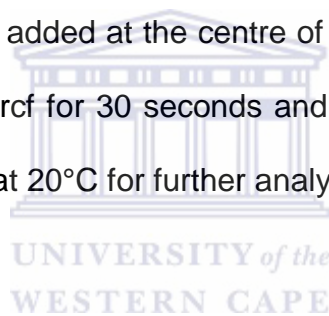 added at the centre of
rcf for 30 seconds and
at 20°C for further analy
UNIVERSITY of the
WESTERN CAPE